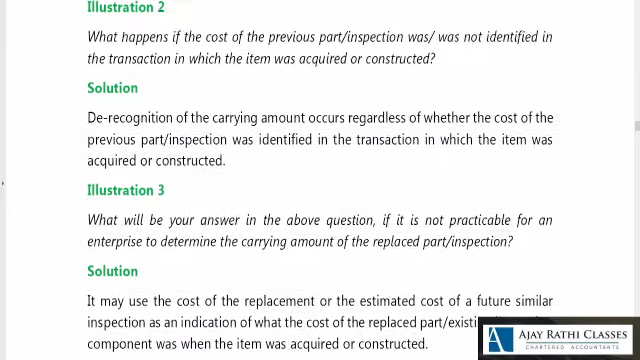 Illustration 2
What happens if the cost of the previous part/inspection was/ was not identified in
the transaction in which the item was acquired or constructed?
Solution
De-recognition of the carrying amount occurs regardless of whether the cost of the
previous part/inspection was identified in the transaction in which the item was
acquired or constructed.
Illustration 3
What will be your answer in the above question, if it is not practicable for an
enterprise to determine the carrying amount of the replaced part/inspection?
Solution
It may use the cost of the replacement or the estimated cost of a future similar
inspection as an indication of what the cost of the replaced part/existi
component was when the item was acquired or constructed.
AJAY RATHI CLASSES
CHARTERED ACCOUNTANTS